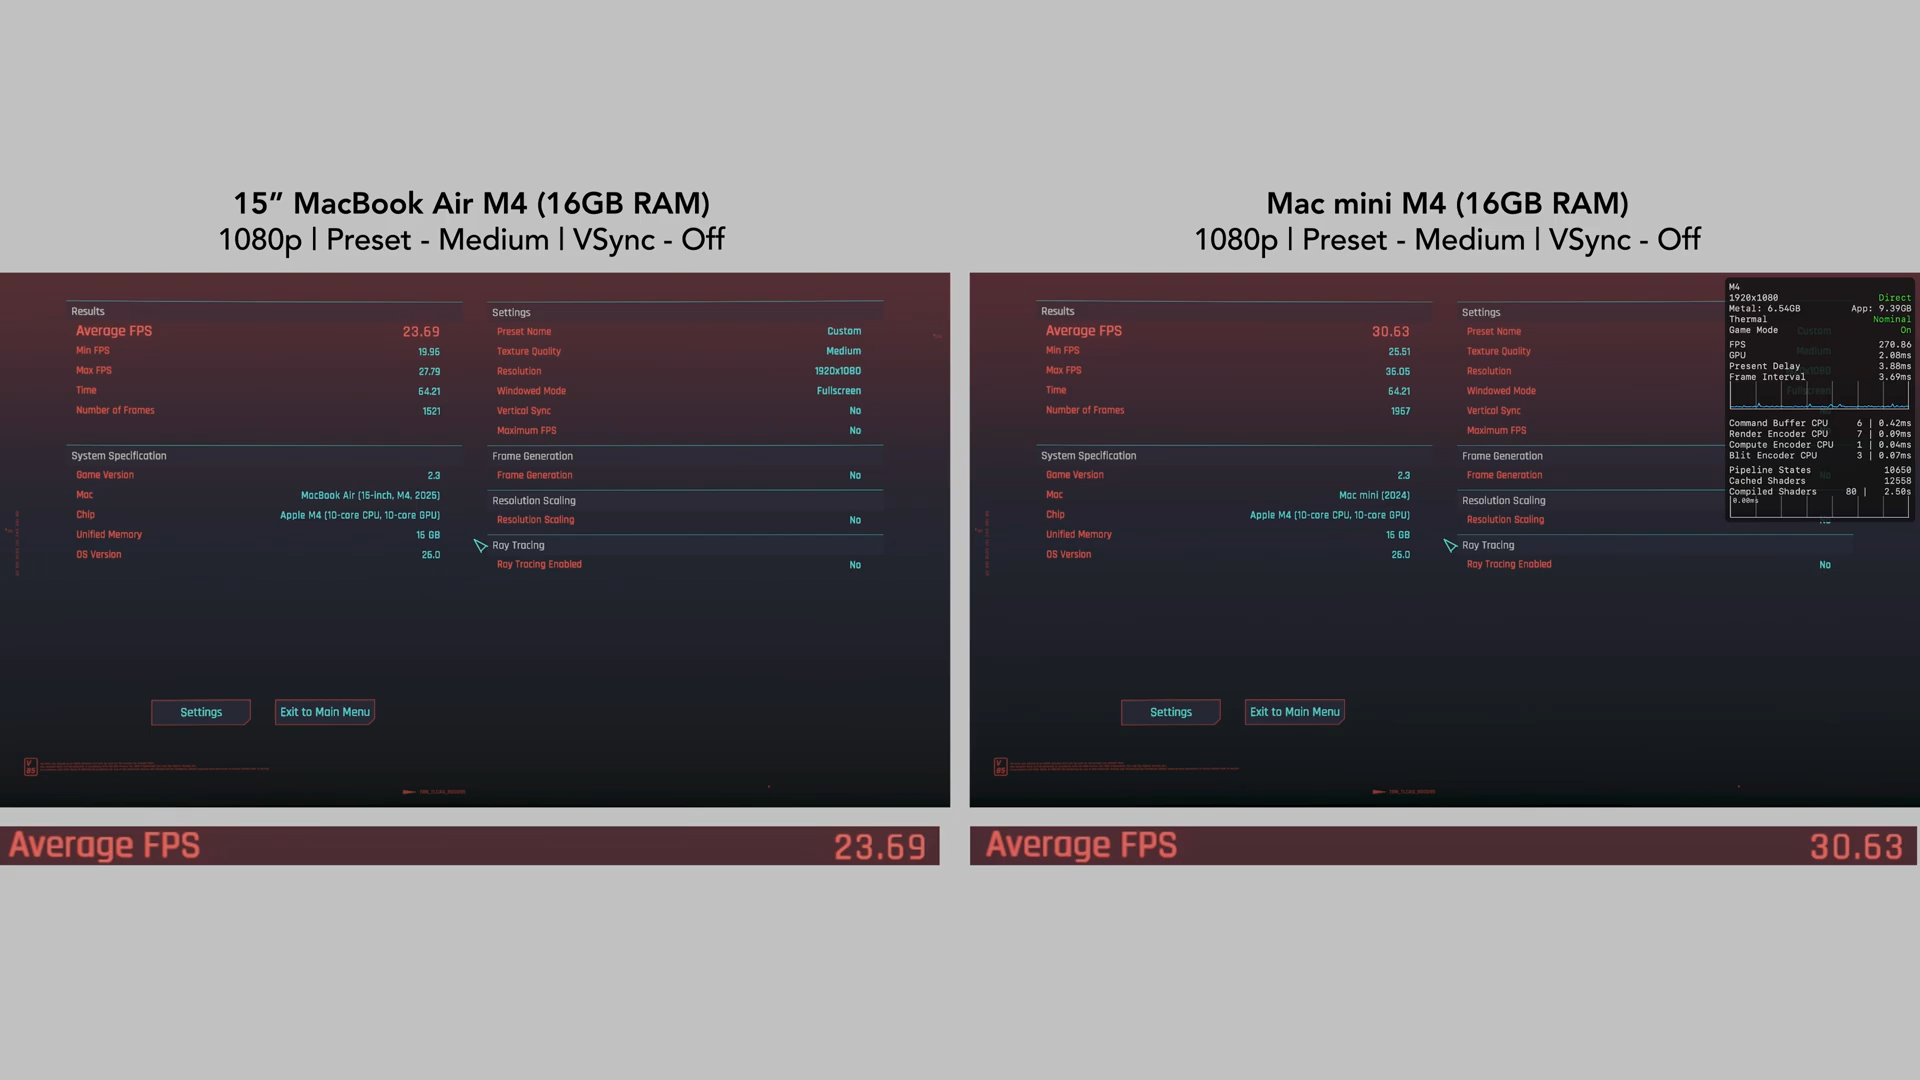 15” MacBook Air M4 (16GB RAM)
1080p | Preset - Medium | VSync - Off
Results
Average FPS 23.69
Min FPS 19.96
Max FPS 27.79
Time 64.21
Number of Frames 1521
System Specification
Game Version 2.3
Mac MacBook Air (15-inch, M4, 2025)
Chip Apple M4 (10-core CPU, 10-core GPU)
Unified Memory 16 GB
OS Version 26.0
Settings
Preset Name Custom
Texture Quality Medium
Resolution 1920x1080
Windowed Mode Fullscreen
Vertical Sync No
Maximum FPS No
Frame Generation
Frame Generation No
Resolution Scaling
Resolution Scaling No
Ray Tracing
Ray Tracing Enabled No
Settings
Exit to Main Menu
V
85
Average FPS 23.69
Mac mini M4 (16GB RAM)
1080p | Preset - Medium | VSync - Off
Results
Average FPS 30.63
Min FPS 25.51
Max FPS 36.05
Time 64.21
Number of Frames 1967
System Specification
Game Version 2.3
Mac Mac mini (2024)
Chip Apple M4 (10-core CPU, 10-core GPU)
Unified Memory 16 GB
OS Version 26.0
Settings
Preset Name Custom
Texture Quality Medium
Resolution
Windowed Mode Fullscreen
Vertical Sync
Maximum FPS
Frame Generation
Frame Generation No
Resolution Scaling
Resolution Scaling No
Ray Tracing
Ray Tracing Enabled No
M4
1920x1080 Direct
Metal: 6.54GB App: 9.39GB
Thermal Nominal
Game Mode On
FPS 270.86
GPU 2.08ms
Present Delay 3.88ms
Frame Interval 3.69ms
Command Buffer CPU 6 | 0.42ms
Render Encoder CPU 7 | 0.09ms
Compute Encoder CPU 1 | 0.04ms
Blit Encoder CPU 3 | 0.07ms
Pipeline States 10650
Cached Shaders 12558
Compiled Shaders 80 | 2.50s
0.00ms
Settings
Exit to Main Menu
V
85
Average FPS 30.63